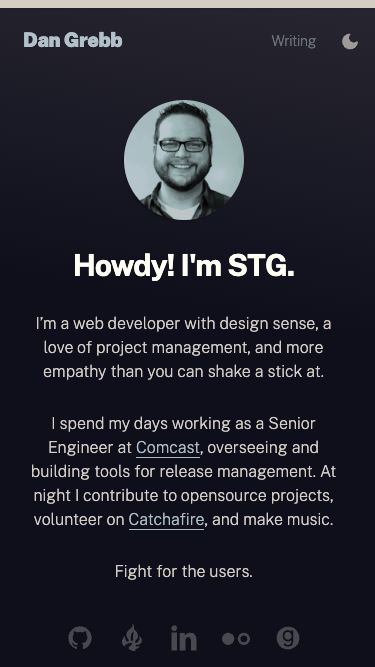 Dan Grebb
Writing
Howdy! I'm STG.
I’m a web developer with design sense, a
love of project management, and more
empathy than you can shake a stick at.
I spend my days working as a Senior
Engineer at Comcast, overseeing and
building tools for release management. At
night I contribute to opensource projects,
volunteer on Catchafire, and make music.
Fight for the users.